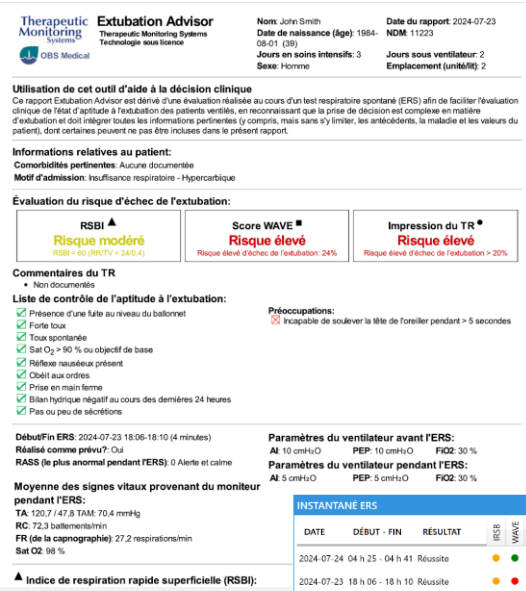 Therapeutic
Monitoring
Systems
OBS Medical
Extubation Advisor
Therapeutic Monitoring Systems
Technologie sous licence
Nom: John Smith
Date de naissance (âge): 1984-
08-01 (39)
Jours en soins intensifs: 3
Sexe: Homme
Date du rapport: 2024-07-23
NDM: 11223
Jours sous ventilateur: 2
Emplacement (unité/lit): 2
Utilisation de cet outil d'aide à la décision clinique
Ce rapport Extubation Advisor est dérivé d'une évaluation réalisée au cours d'un test respiratoire spontané (ERS) afin de faciliter l'évaluation
clinique de l'état d'aptitude à l'extubation des patients ventilés, en reconnaissant que la prise de décision est complexe en matière
d'extubation et doit intégrer toutes les informations pertinentes (y compris, mais sans s'y limiter, les antécédents, la maladie et les valeurs du
patient), dont certaines peuvent ne pas être incluses dans le présent rapport.
Informations relatives au patient:
Comorbidités pertinentes: Aucune documentée
Motif d'admission: Insuffisance respiratoire - Hypercarbique
Évaluation du risque d'échec de l'extubation:
RSBI ▲
Risque modéré
RSBI = 60 (RR/TV = 24/0,4)
Score WAVE ■
Risque élevé
Risque élevé d'échec de l'extubation: 24%
Impression du TR ●
Risque élevé
Risque élevé d'échec de l'extubation > 20%
Commentaires du TR
• Non documentés
Liste de contrôle de l'aptitude à l'extubation:
Présence d'une fuite au niveau du ballonnet
Forte toux
Toux spontanée
Sat O₂ > 90 % ou objectif de base
Réflexe nauséeux présent
Obéit aux ordres
Prise en main ferme
Bilan hydrique négatif au cours des dernières 24 heures
Pas ou peu de sécrétions
Préoccupations:
Incapable de soulever la tête de l'oreiller pendant > 5 secondes
Début/Fin ERS: 2024-07-23 18:06-18:10 (4 minutes)
Réalisé comme prévu?: Oui
RASS (le plus anormal pendant l'ERS): 0 Alerte et calme
Paramètres du ventilateur avant l'ERS:
AI: 10 cmH₂O PEP: 10 cmH₂O FiO2: 30 %
Paramètres du ventilateur pendant l'ERS:
AI: 5 cmH₂O PEP: 5 cmH₂O FiO2: 30 %
Moyenne des signes vitaux provenant du moniteur
pendant l'ERS:
TA: 120,7 / 47,8 TAM: 70,4 mmHg
RC: 72,3 battements/min
FR (de la capnographie): 27,2 respirations/min
Sat O2: 98 %
▲ Indice de respiration rapide superficielle (RSBI):
INSTANTANÉ ERS
DATE DÉBUT - FIN RÉSULTAT IRSB WAVE
2024-07-24 04 h 25 - 04 h 41 Réussite
2024-07-23 18 h 06 - 18 h 10 Réussite